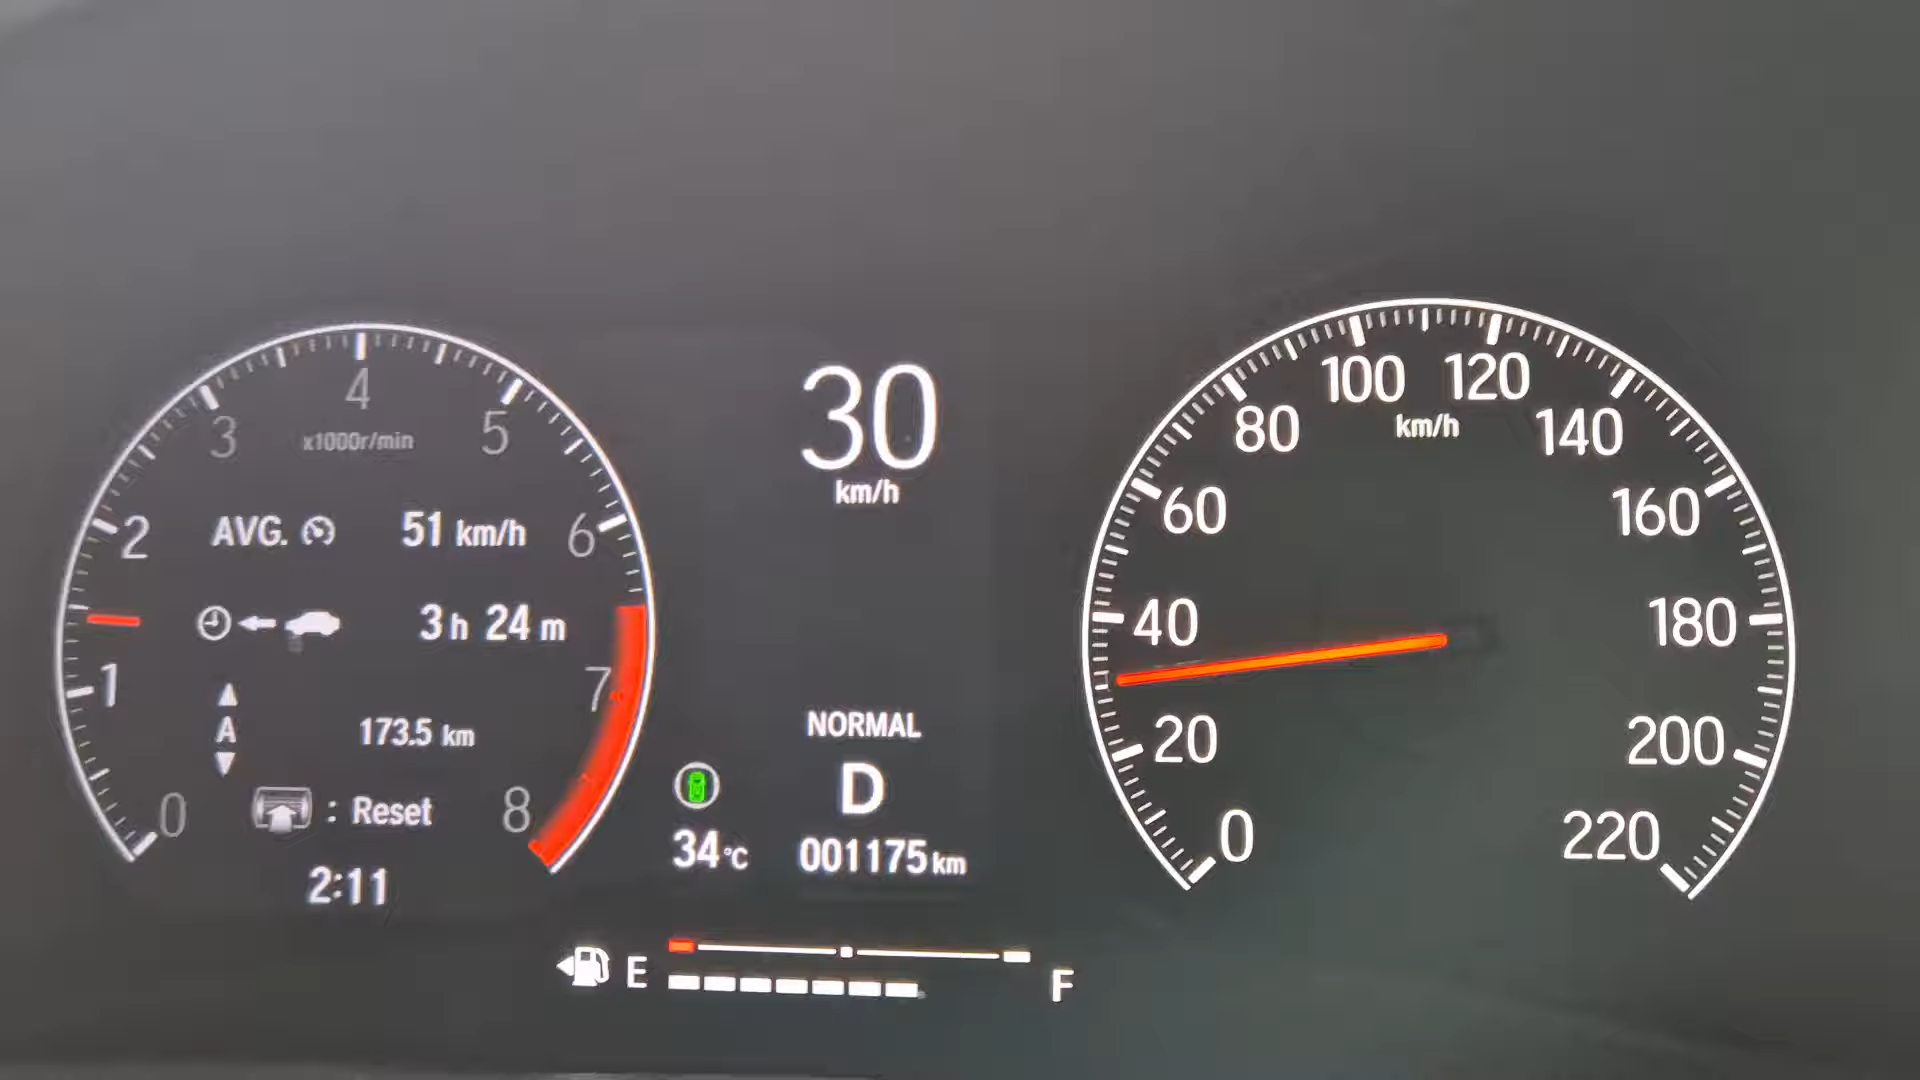 4
3
5
x1000r/min
2
AVG. 51 km/h
6
3 h 24 m
1
7
A
173.5 km
0
: Reset
8
2:11
30
km/h
NORMAL
D
34°C
001175 km
E
F
100 120
80
km/h
140
60
160
40
180
20
200
0
220